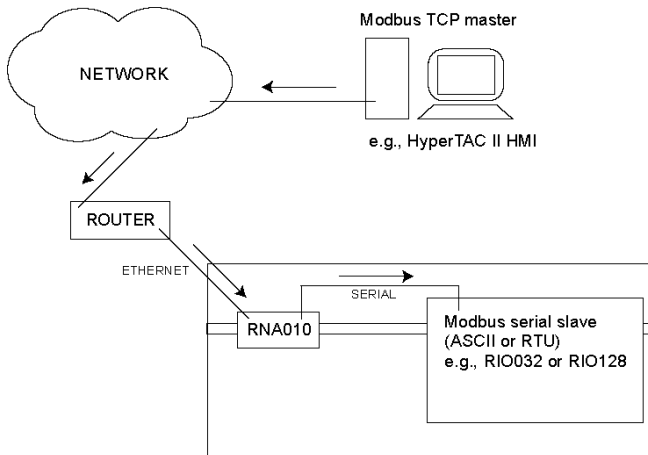 Modbus TCP master
NETWORK
e.g., HyperTAC II HMI
ROUTER
ETHERNET
SERIAL
RNA010
Modbus serial slave
(ASCII or RTU)
e.g., RIO032 or RIO128